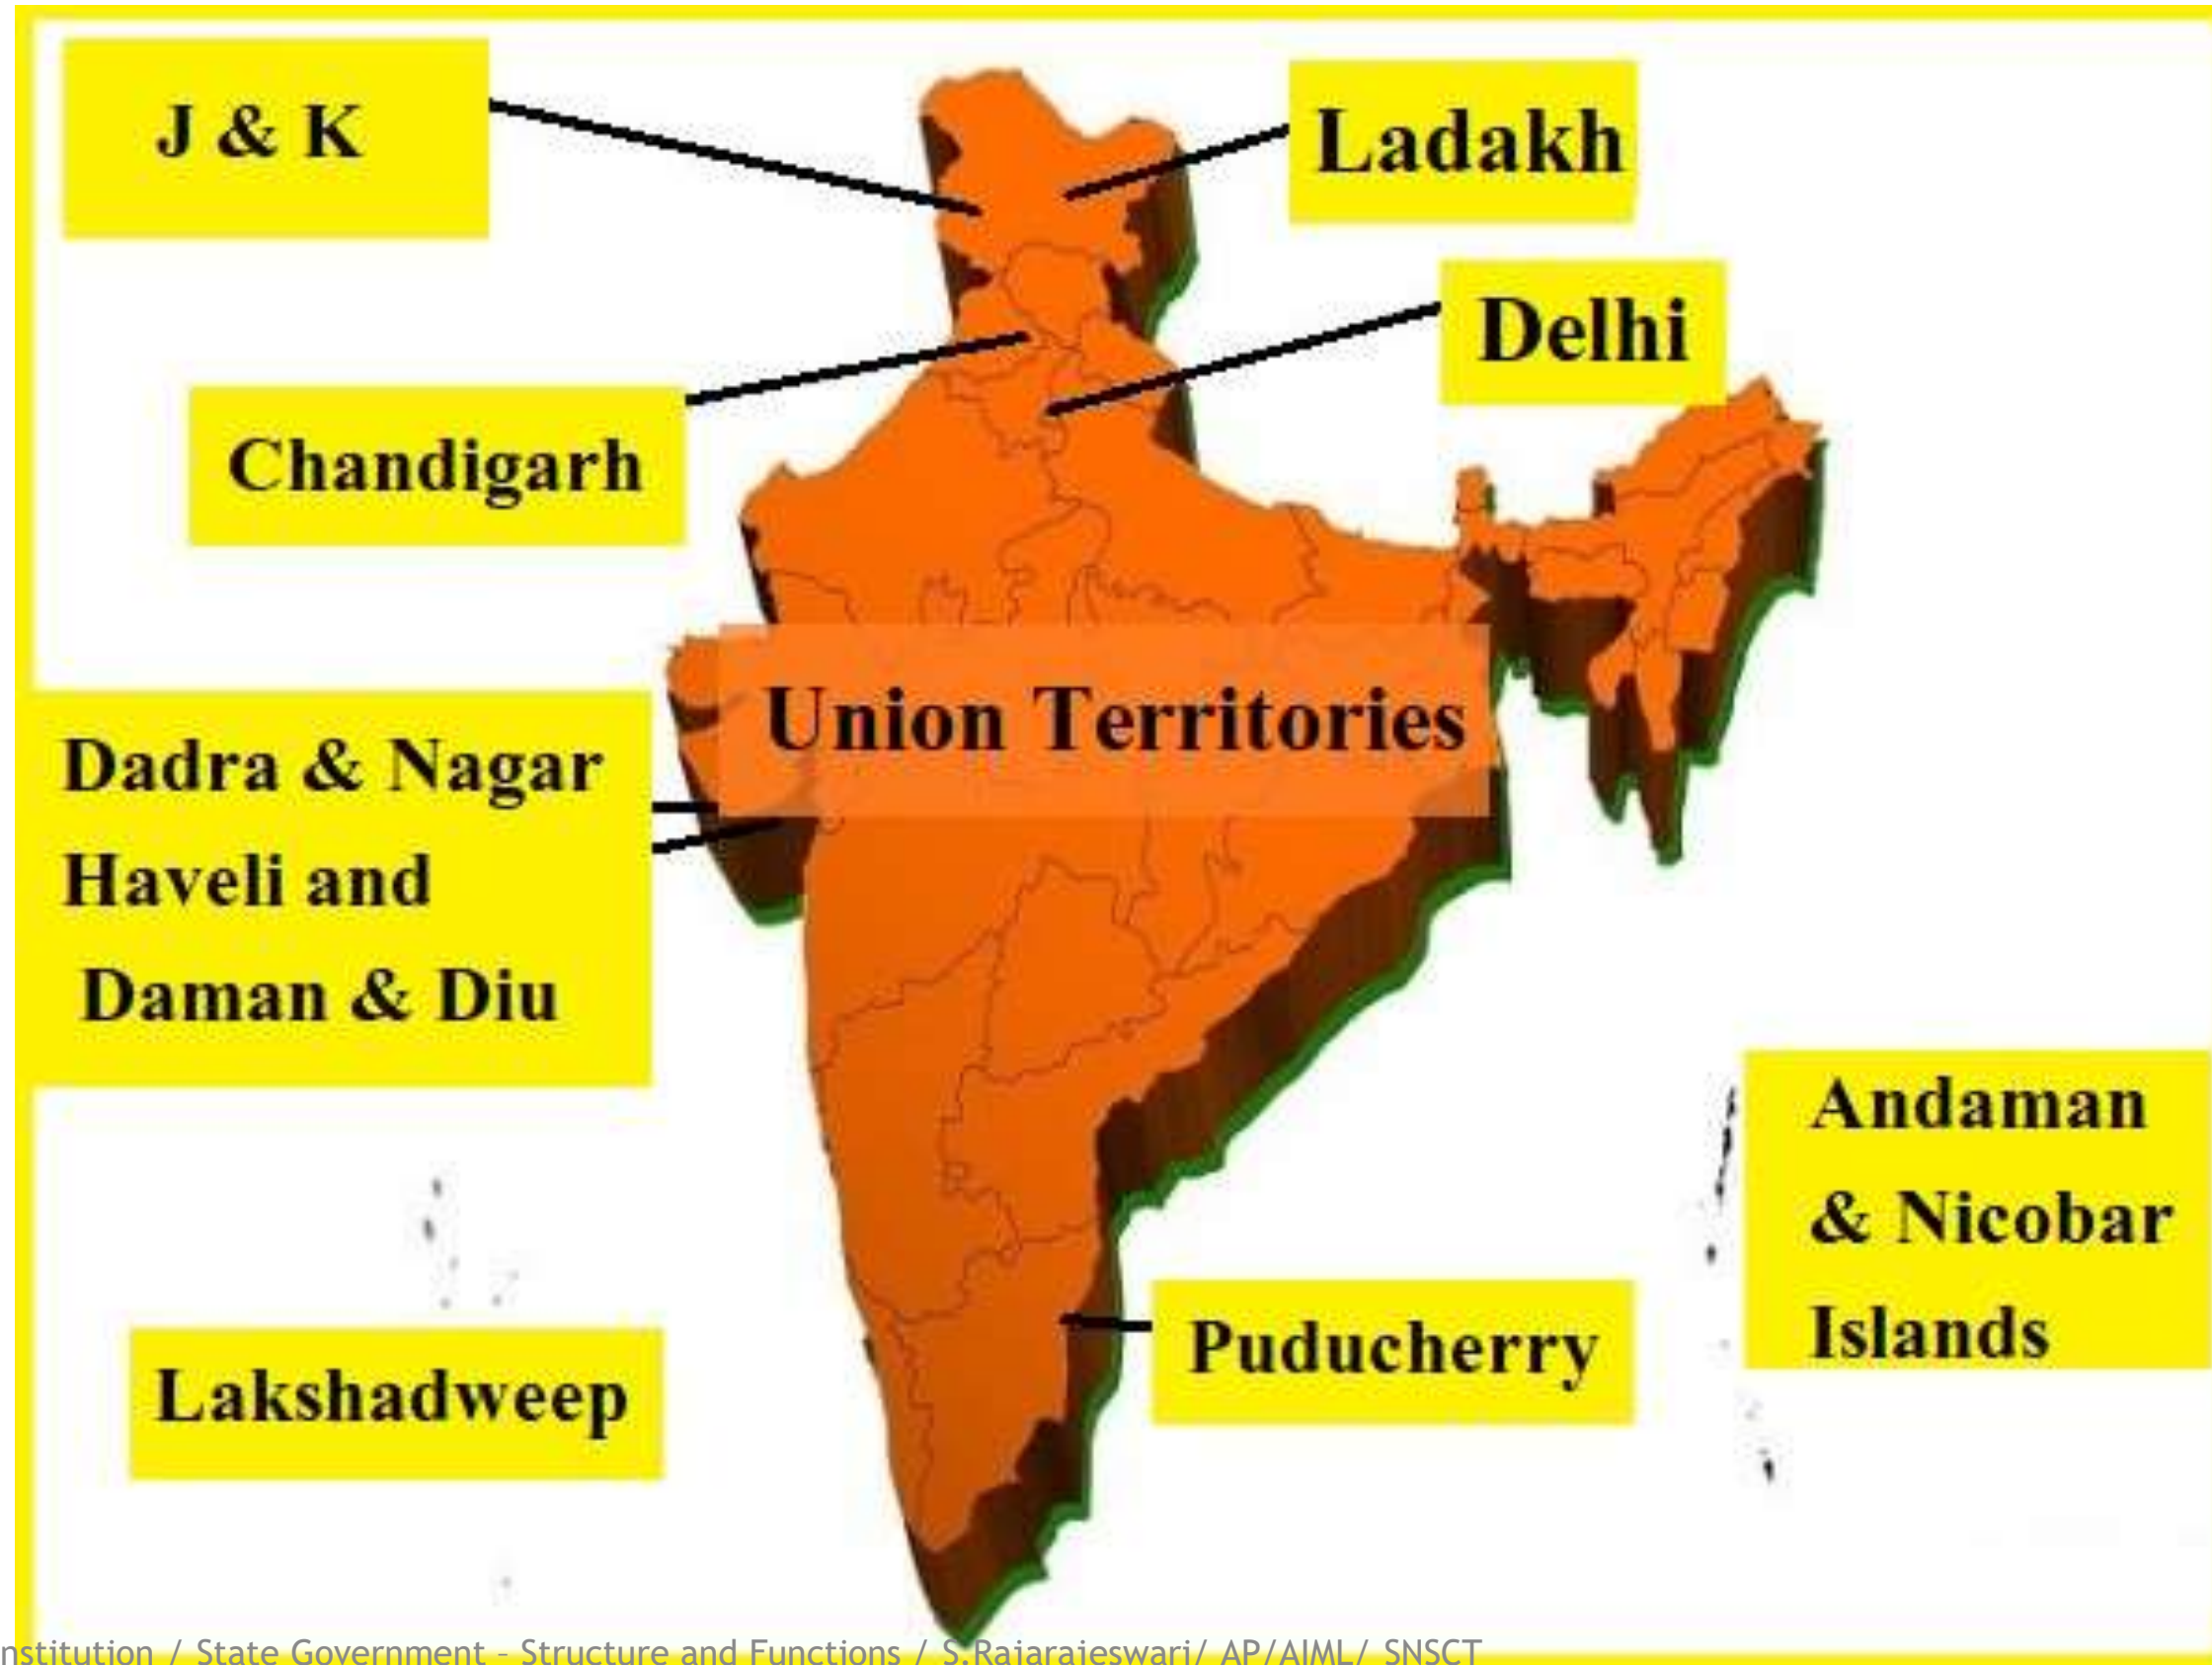 J & K
Ladakh
Delhi
Chandigarh
Union Territories
Dadra & Nagar
Haveli and
Daman & Diu
Andaman
& Nicobar
Islands
Puducherry
Lakshadweep
nstitution / State Government – Structure and Functions / S.Rajarajeswari/ AP/AIML/ SNSCT